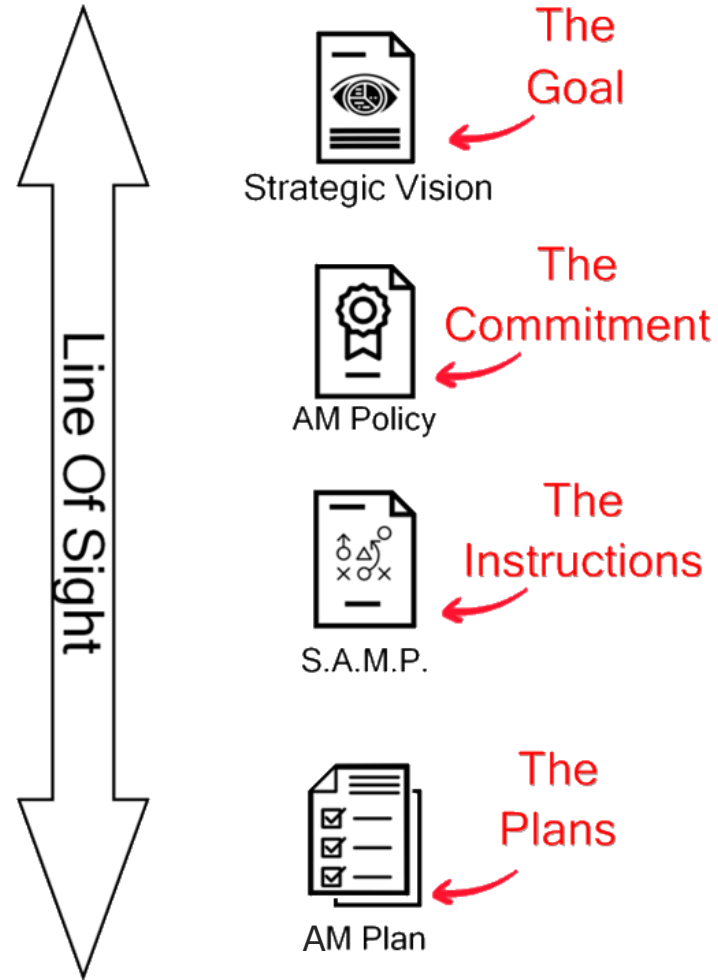 The
Goal
Strategic Vision
The
Commitment
AM Policy
Line Of Sight
The
Instructions
S.A.M.P.
The
Plans
AM Plan